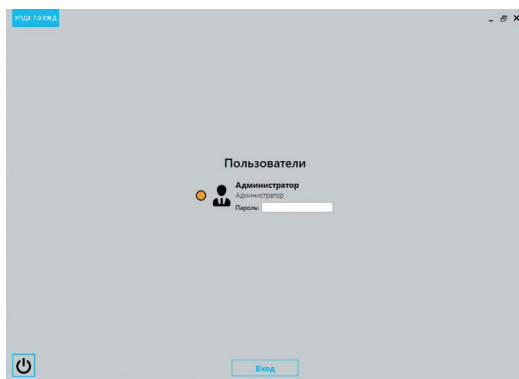 УПДК 7.0 РЖД
Пользователи
Администратор
Администратор
Пароль:
Вход